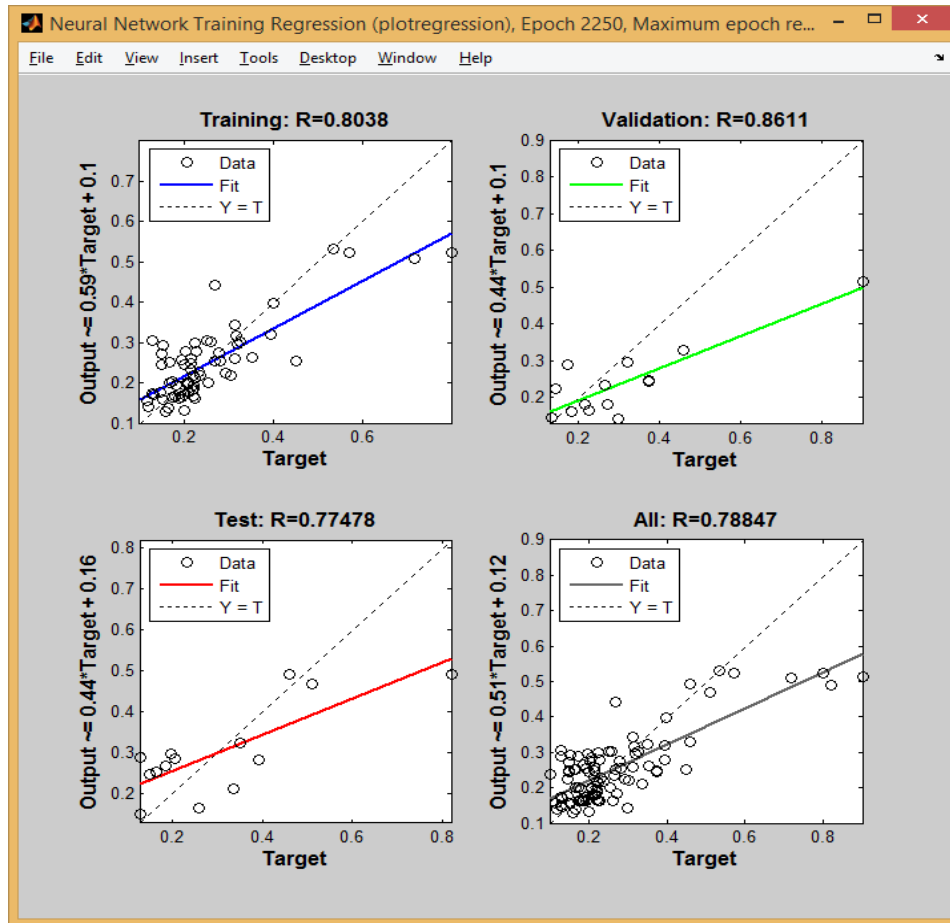 Neural Network Training Regression (plotregression), Epoch 2250, Maximum epoch re...
File Edit View Insert Tools Desktop Window Help
Training: R=0.8038
Output ~= 0.59*Target + 0.1
Data
Fit
Y = T
0.7
0.6
0.5
0.4
0.3
0.2
0.1
0.2 0.4 0.6
Target
Validation: R=0.8611
Output ~= 0.44*Target + 0.1
Data
Fit
Y = T
0.9
0.8
0.7
0.6
0.5
0.4
0.3
0.2
0.2 0.4 0.6 0.8
Target
Test: R=0.77478
Output ~= 0.44*Target + 0.16
Data
Fit
Y = T
0.8
0.7
0.6
0.5
0.4
0.3
0.2
0.2 0.4 0.6 0.8
Target
All: R=0.78847
Output ~= 0.51*Target + 0.12
Data
Fit
Y = T
0.9
0.8
0.7
0.6
0.5
0.4
0.3
0.2
0.1
0.2 0.4 0.6 0.8
Target